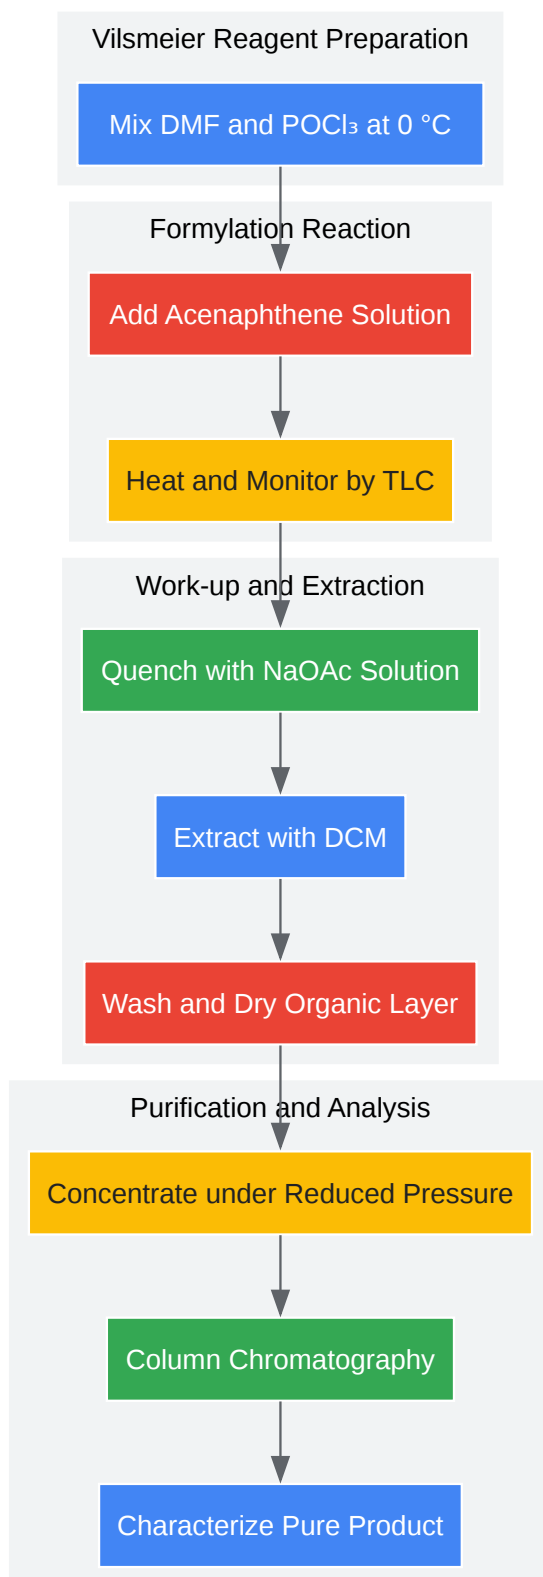 Vilsmeier Reagent Preparation
Mix DMF and POCl₃ at 0 °C
Formylation Reaction
Add Acenaphthene Solution
Heat and Monitor by TLC
Work-up and Extraction
Quench with NaOAc Solution
Extract with DCM
Wash and Dry Organic Layer
Purification and Analysis
Concentrate under Reduced Pressure
Column Chromatography
Characterize Pure Product